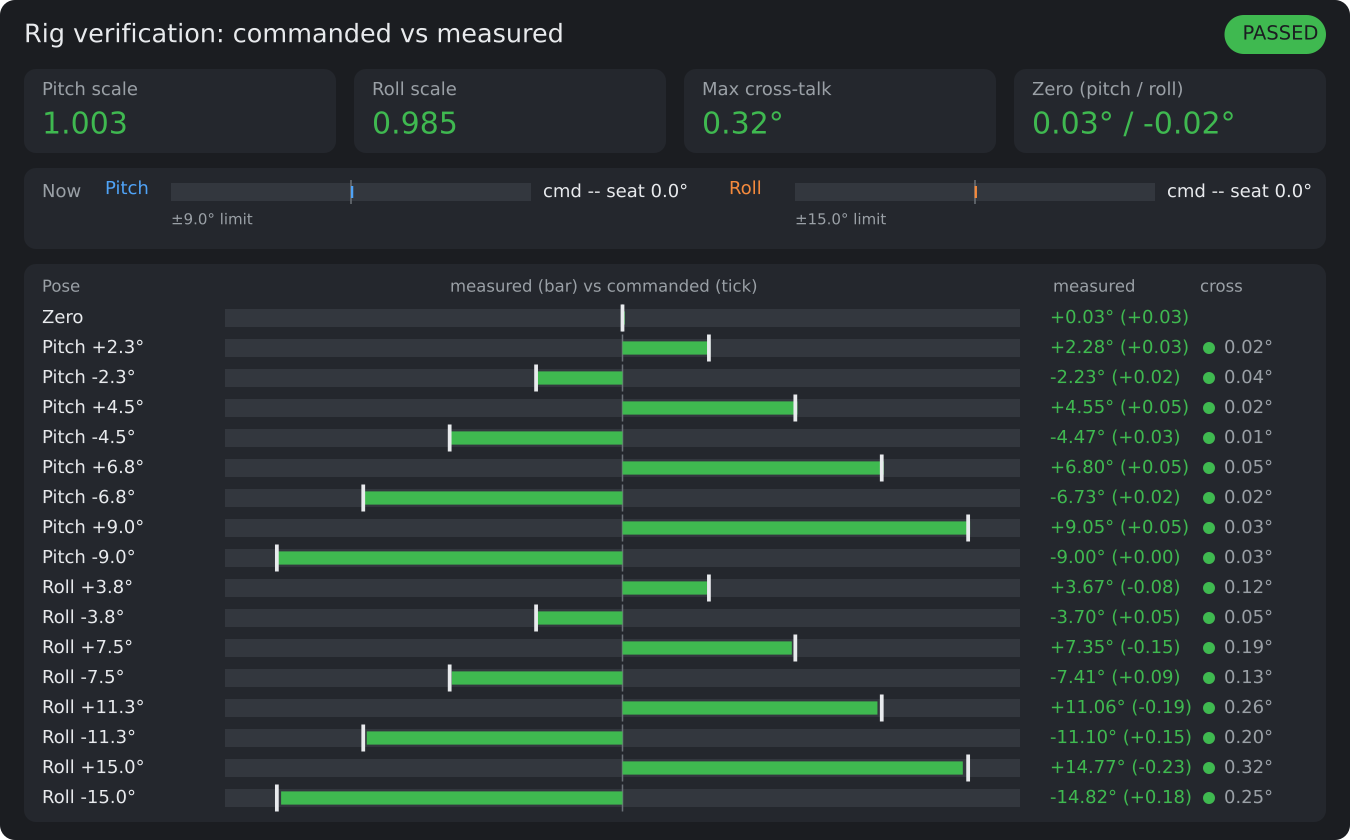 Rig verification: commanded vs measured PASSED
Pitch scale Roll scale Max cross-talk Zero (pitch / roll)
1.003 0.985 0.32° 0.03° / -0.02°
Now Pitch cmd -- seat 0.0° Roll cmd -- seat 0.0°
±9.0° limit ±15.0° limit
Pose measured (bar) vs commanded (tick) measured cross
Zero +0.03° (+0.03)
Pitch +2.3° +2.28° (+0.03) 0.02°
Pitch -2.3° -2.23° (+0.02) 0.04°
Pitch +4.5° +4.55° (+0.05) 0.02°
Pitch -4.5° -4.47° (+0.03) 0.01°
Pitch +6.8° +6.80° (+0.05) 0.05°
Pitch -6.8° -6.73° (+0.02) 0.02°
Pitch +9.0° +9.05° (+0.05) 0.03°
Pitch -9.0° -9.00° (+0.00) 0.03°
Roll +3.8° +3.67° (-0.08) 0.12°
Roll -3.8° -3.70° (+0.05) 0.05°
Roll +7.5° +7.35° (-0.15) 0.19°
Roll -7.5° -7.41° (+0.09) 0.13°
Roll +11.3° +11.06° (-0.19) 0.26°
Roll -11.3° -11.10° (+0.15) 0.20°
Roll +15.0° +14.77° (-0.23) 0.32°
Roll -15.0° -14.82° (+0.18) 0.25°